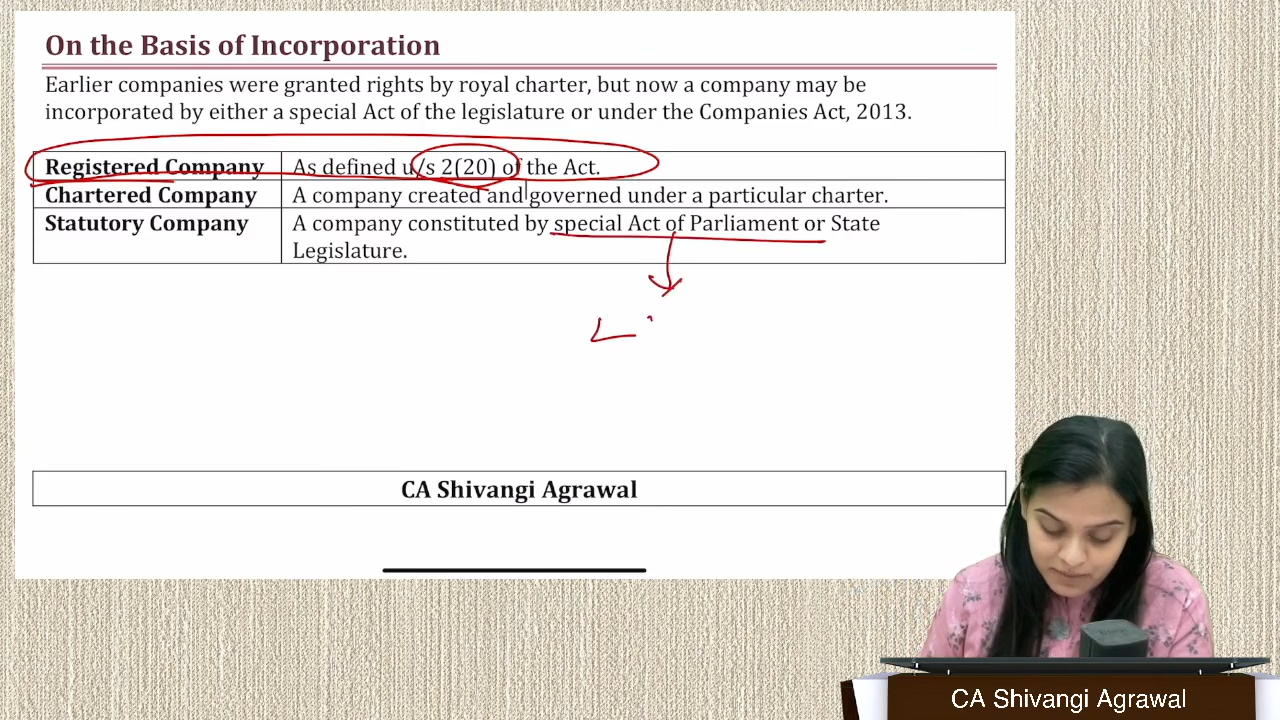 On the Basis of Incorporation
Earlier companies were granted rights by royal charter, but now a company may be
incorporated by either a special Act of the legislature or under the Companies Act, 2013.
Registered Company As defined u/s 2(20) of the Act.
Chartered Company A company created and governed under a particular charter.
Statutory Company A company constituted by special Act of Parliament or State
Legislature.
CA Shivangi Agrawal
CA Shivangi Agrawal